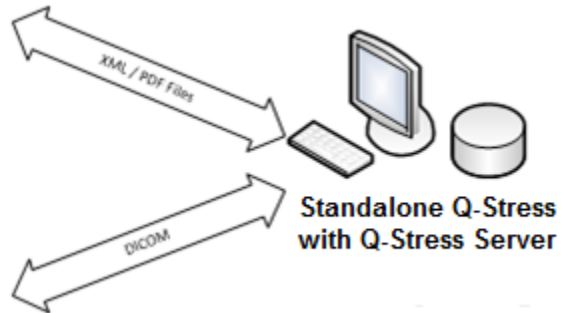 XML / PDF Files
DICOM
Standalone Q-Stress
with Q-Stress Server